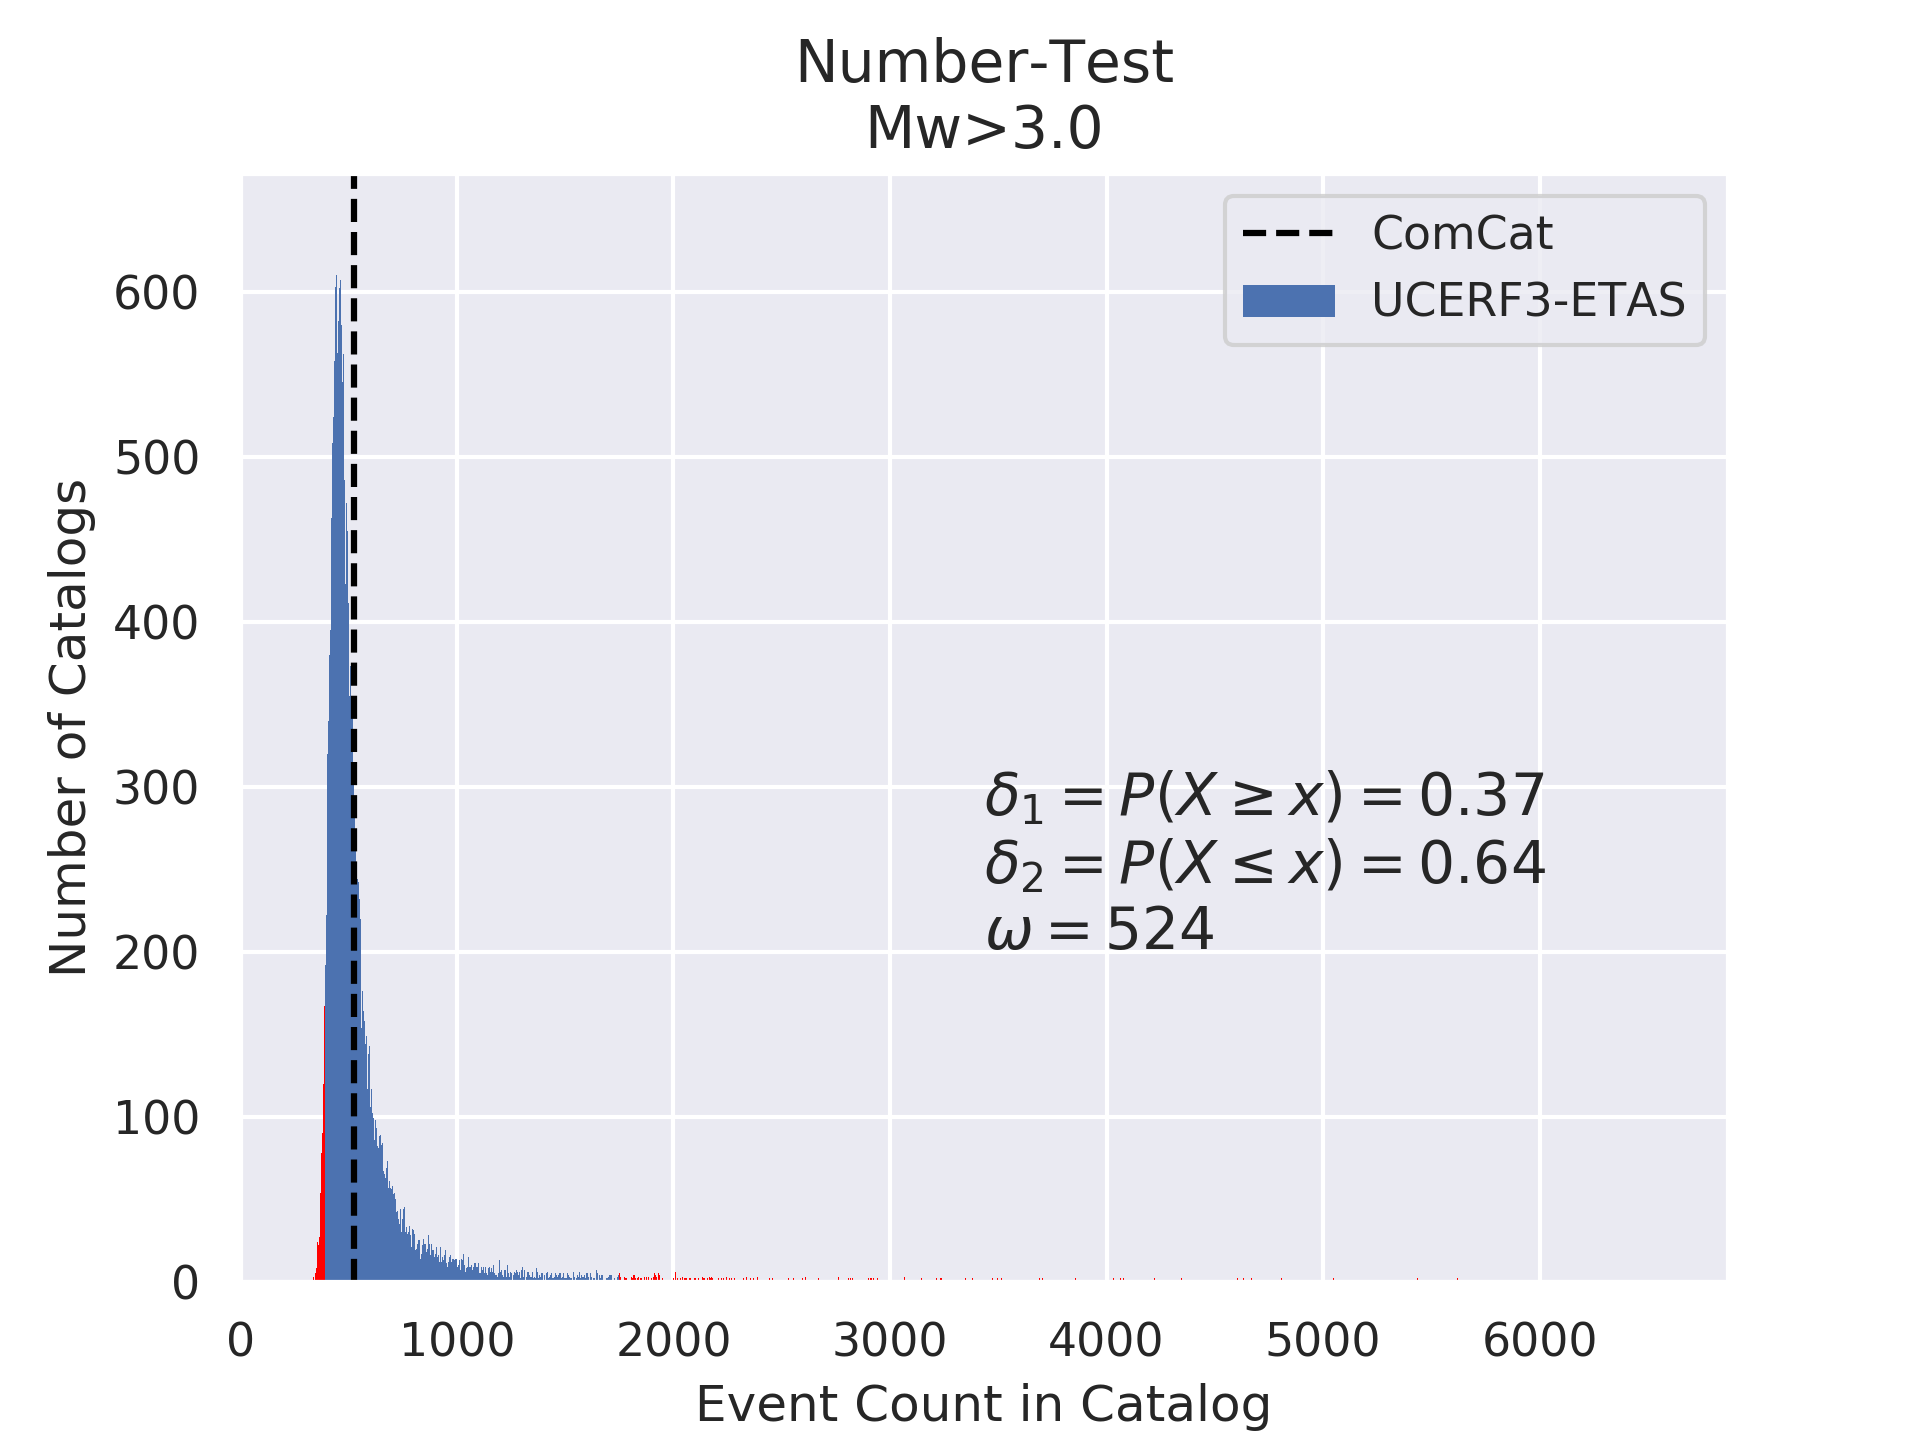 Number-Test
Mw>3.0
ComCat
UCERF3-ETAS
600
500
400
300
200
100
0
Number of Catalogs
δ₁ = P(X ≥ x) = 0.37
δ₂ = P(X ≤ x) = 0.64
ω = 524
0 1000 2000 3000 4000 5000 6000
Event Count in Catalog